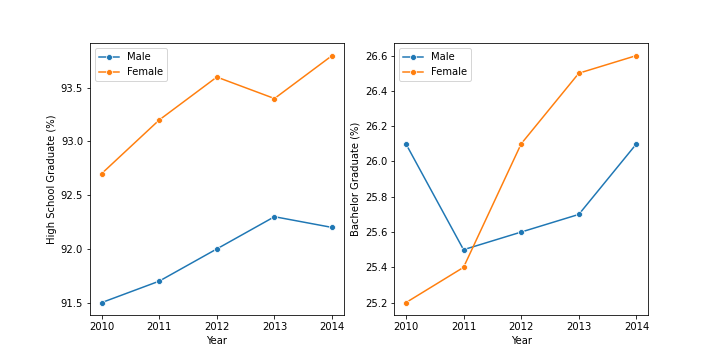 Male
Female
93.5
93.0
92.5
92.0
91.5
High School Graduate (%)
2010 2011 2012 2013 2014
Year
Male
Female
26.6
26.4
26.2
26.0
25.8
25.6
25.4
25.2
Bachelor Graduate (%)
2010 2011 2012 2013 2014
Year